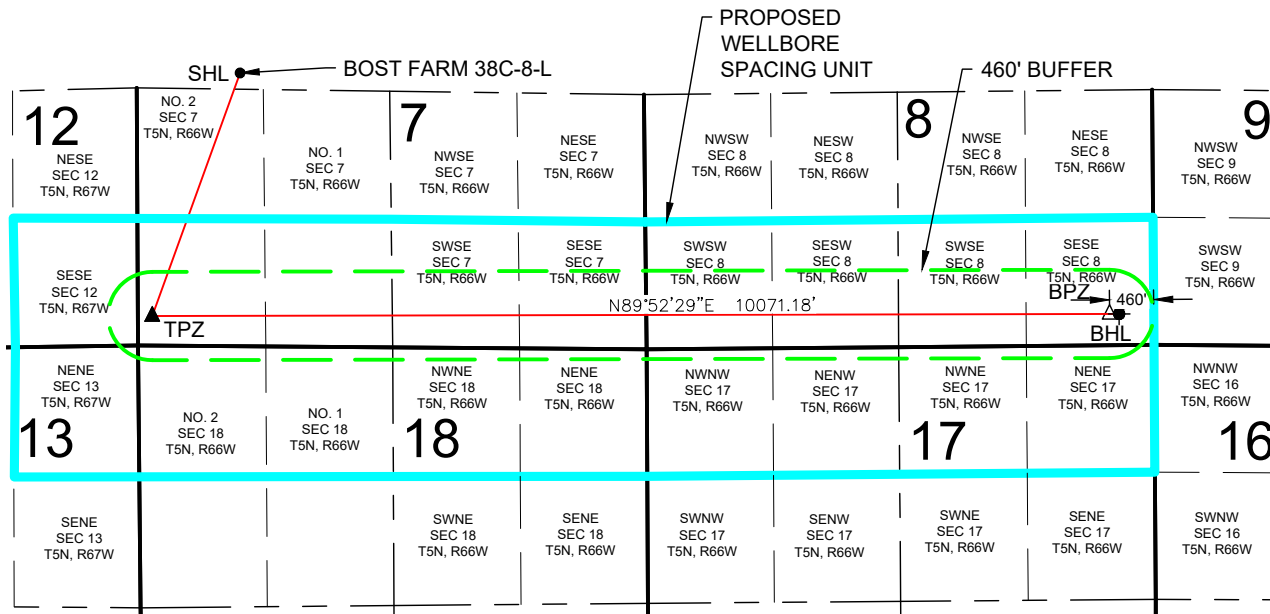 PROPOSED
WELLBORE
SPACING UNIT
SHL
BOST FARM 38C-8-L
460' BUFFER
12
NESE
SEC 12
T5N, R67W
NO. 2
SEC 7
T5N, R66W
NO. 1
SEC 7
T5N, R66W
7
NWSE
SEC 7
T5N, R66W
NESE
SEC 7
T5N, R66W
NWSW
SEC 8
T5N, R66W
NESW
SEC 8
T5N, R66W
8
NWSE
SEC 8
T5N, R66W
NESE
SEC 8
T5N, R66W
9
NWSW
SEC 9
T5N, R66W
SESE
SEC 12
T5N, R67W
SWSE
SEC 7
T5N, R66W
SESE
SEC 7
T5N, R66W
SWSW
SEC 8
T5N, R66W
SESW
SEC 8
T5N, R66W
SWSE
SEC 8
T5N, R66W
SESE
SEC 8
T5N, R66W
SWSW
SEC 9
T5N, R66W
TPZ
N89°52'29"E 10071.18'
BPZ
460'
BHL
NENE
SEC 13
T5N, R67W
13
NO. 2
SEC 18
T5N, R66W
NO. 1
SEC 18
T5N, R66W
NWNE
SEC 18
T5N, R66W
18
NENE
SEC 18
T5N, R66W
NWNW
SEC 17
T5N, R66W
NENW
SEC 17
T5N, R66W
NWNE
SEC 17
T5N, R66W
17
NENE
SEC 17
T5N, R66W
NWNW
SEC 16
T5N, R66W
16
SENE
SEC 13
T5N, R67W
SWNE
SEC 18
T5N, R66W
SENE
SEC 18
T5N, R66W
SWNW
SEC 17
T5N, R66W
SENW
SEC 17
T5N, R66W
SWNE
SEC 17
T5N, R66W
SENE
SEC 17
T5N, R66W
SWNW
SEC 16
T5N, R66W